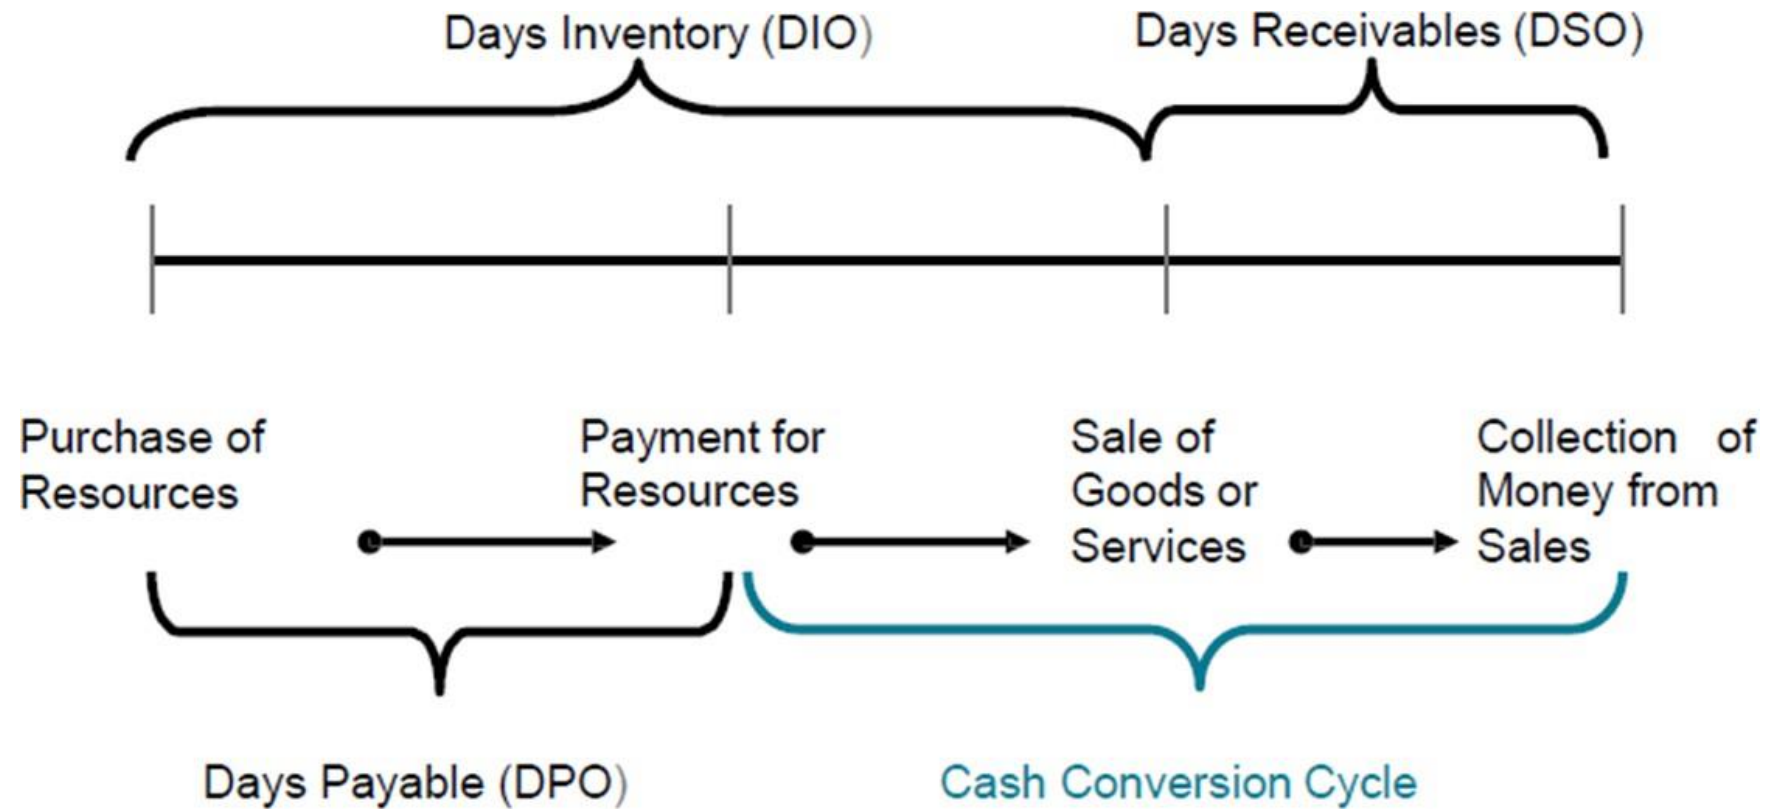 Days Inventory (DIO)
Days Receivables (DSO)
Purchase of
Resources
Payment for
Resources
Sale of
Goods or
Services
Collection of
Money from
Sales
Days Payable (DPO)
Cash Conversion Cycle